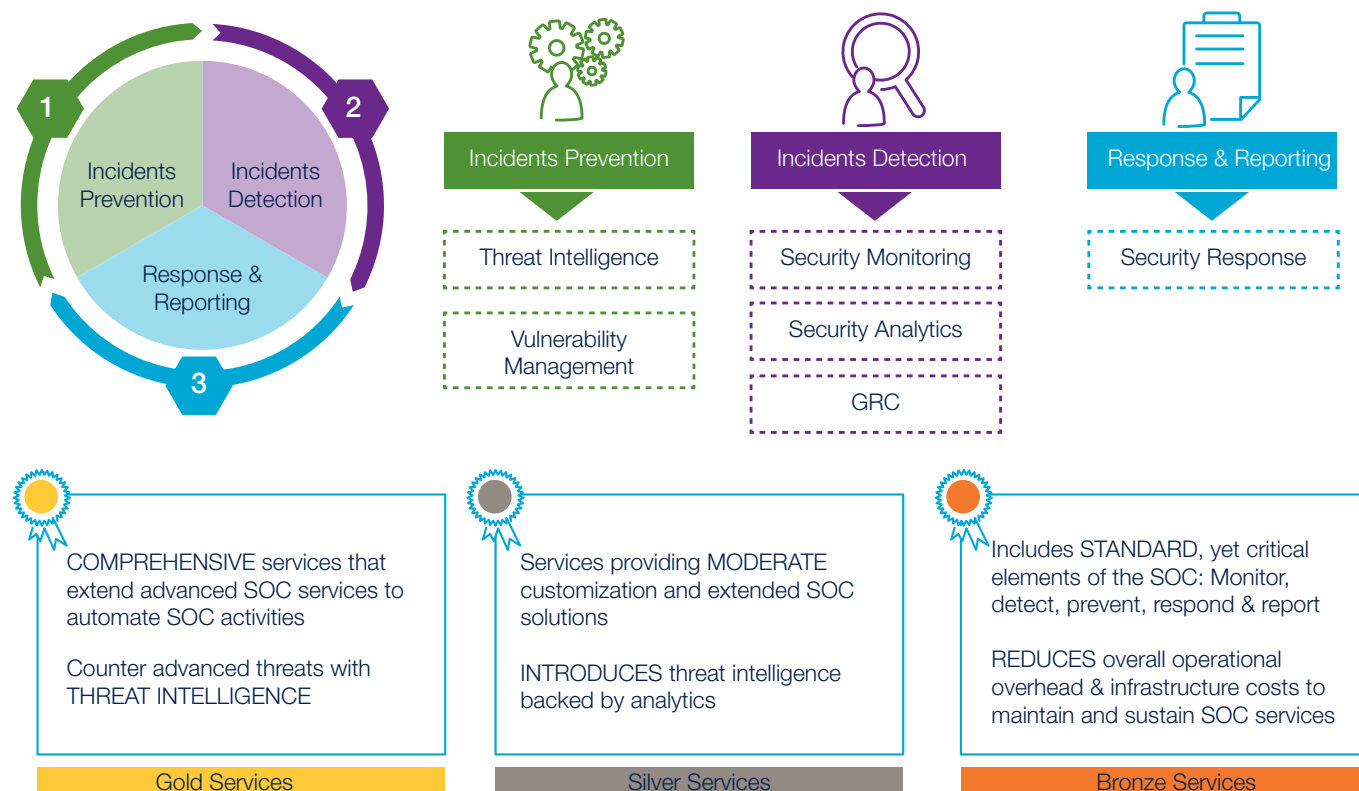 1
2
Incidents
Prevention
Incidents
Detection
Response &
Reporting
3
Incidents Prevention
Threat Intelligence
Vulnerability
Management
Incidents Detection
Security Monitoring
Security Analytics
GRC
Response & Reporting
Security Response
COMPREHENSIVE services that
extend advanced SOC services to
automate SOC activities
Counter advanced threats with
THREAT INTELLIGENCE
Gold Services
Services providing MODERATE
customization and extended SOC
solutions
INTRODUCES threat intelligence
backed by analytics
Silver Services
Includes STANDARD, yet critical
elements of the SOC: Monitor,
detect, prevent, respond & report
REDUCES overall operational
overhead & infrastructure costs to
maintain and sustain SOC services
Bronze Services